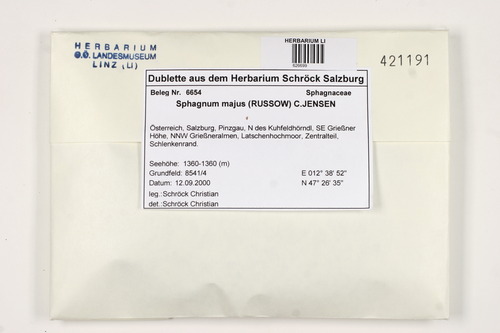 HERBARIUM
O.Ö. LANDESMUSEUM
LINZ (LI)
HERBARIUM LI
421191
Dublette aus dem Herbarium Schröck Salzburg
Beleg Nr. 6654 Sphagnaceae
Sphagnum majus (RUSSOW) C.JENSEN
Österreich, Salzburg, Pinzgau, N des Kuhfeldhörndl, SE Grießner
Höhe, NNW Grießneralmen, Latschenhochmoor, Zentralteil,
Schlenkenrand.
Seehöhe: 1360-1360 (m)
Grundfeld: 8541/4 E 012° 38' 52"
Datum: 12.09.2000 N 47° 26' 35"
leg.:Schröck Christian
det.:Schröck Christian